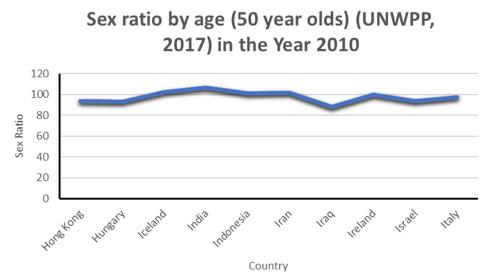 Sex ratio by age (50 year olds) (UNWPP,
2017) in the Year 2010
120
100
80
60
40
20
0
Sex Ratio
Hong Kong
Hungary
Iceland
India
Indonesia
Iran
Iraq
Ireland
Israel
Italy
Country